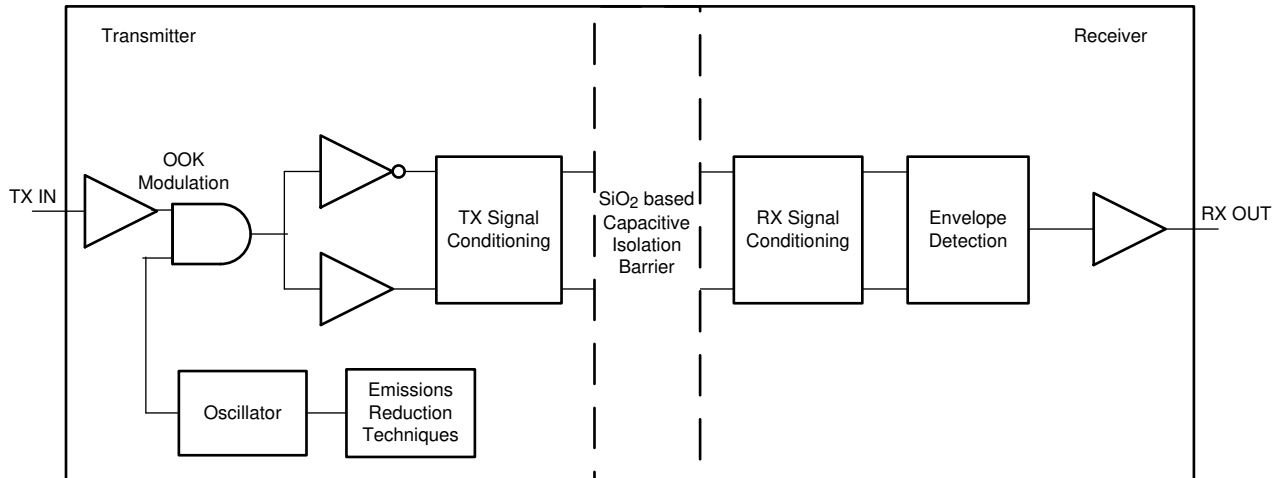 Transmitter
Receiver
OOK
Modulation
TX IN
TX Signal
Conditioning
SiO2 based
Capacitive
Isolation
Barrier
RX Signal
Conditioning
Envelope
Detection
RX OUT
Oscillator
Emissions
Reduction
Techniques